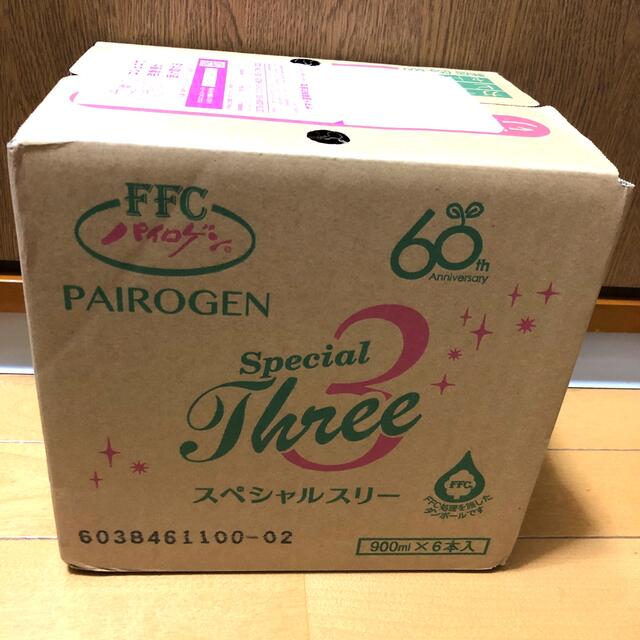 FFC
パイロゲン
PAIROGEN
60th
Anniversary
Special
Three
3
スペシャルスリー
FFC
FFC処理を施した
ダンボールです
6038461100-02
900ml×6本入